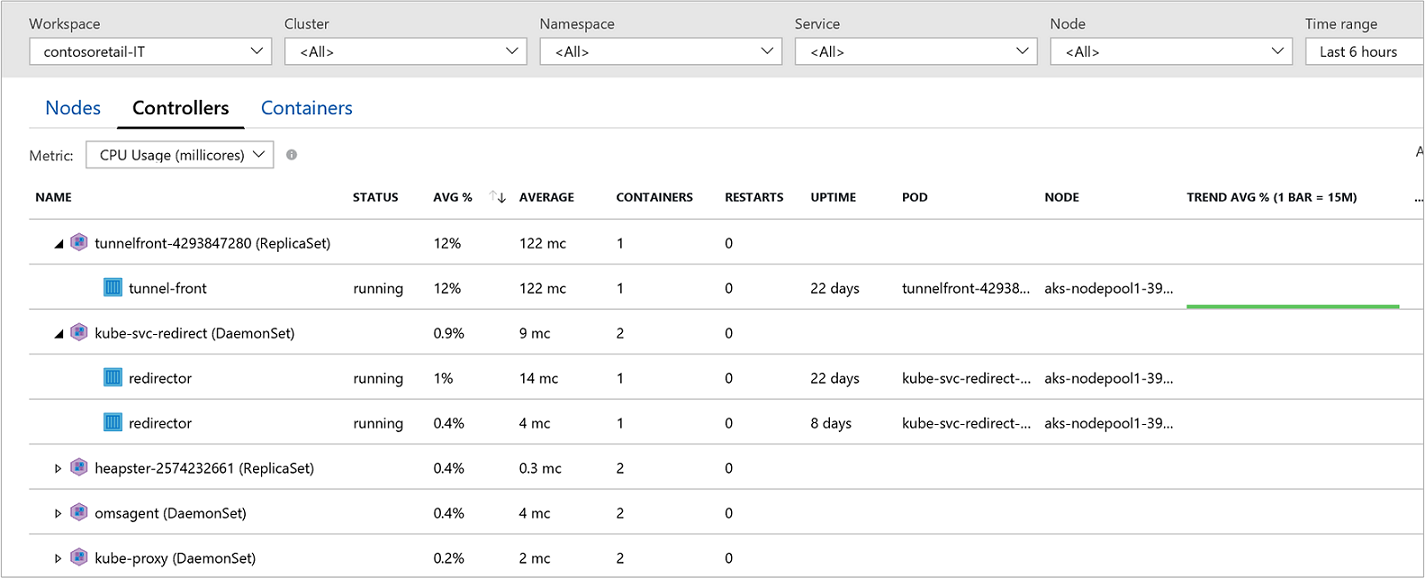 Workspace Cluster Namespace Service Node Time range
contosoretail-IT <All> <All> <All> <All> Last 6 hours
Nodes Controllers Containers
Metric: CPU Usage (millicores) A
NAME STATUS AVG % AVERAGE CONTAINERS RESTARTS UPTIME POD NODE TREND AVG % (1 BAR = 15M) ...
tunnelfront-4293847280 (ReplicaSet) 12% 122 mc 1 0
tunnel-front running 12% 122 mc 1 0 22 days tunnelfront-42938... aks-nodepool1-39...
kube-svc-redirect (DaemonSet) 0.9% 9 mc 2 0
redirector running 1% 14 mc 1 0 22 days kube-svc-redirect-... aks-nodepool1-39...
redirector running 0.4% 4 mc 1 0 8 days kube-svc-redirect-... aks-nodepool1-39...
heapster-2574232661 (ReplicaSet) 0.4% 0.3 mc 2 0
omsagent (DaemonSet) 0.4% 4 mc 2 0
kube-proxy (DaemonSet) 0.2% 2 mc 2 0